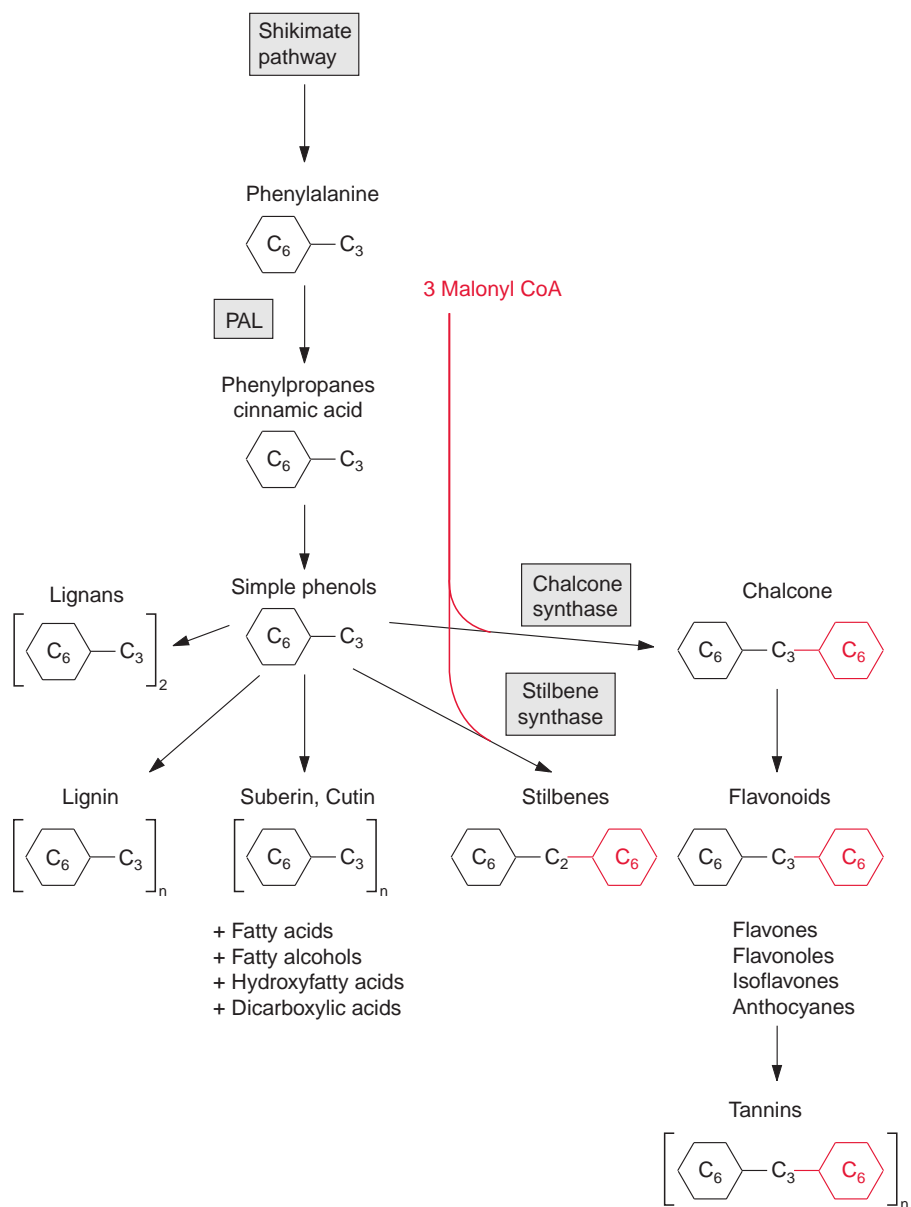 Shikimate
pathway
Phenylalanine
C6 C3
3 Malonyl CoA
PAL
Phenylpropanes
cinnamic acid
C6 C3
Simple phenols
C6 C3
Lignans
[C6 C3]2
Chalcone
synthase
Chalcone
C6 C3 C6
Stilbene
synthase
Lignin
[C6 C3]n
Suberin, Cutin
[C6 C3]n
+ Fatty acids
+ Fatty alcohols
+ Hydroxyfatty acids
+ Dicarboxylic acids
Stilbenes
C6 C2 C6
Flavonoids
C6 C3 C6
Flavones
Flavonoles
Isoflavones
Anthocyanes
Tannins
[C6 C3 C6]n